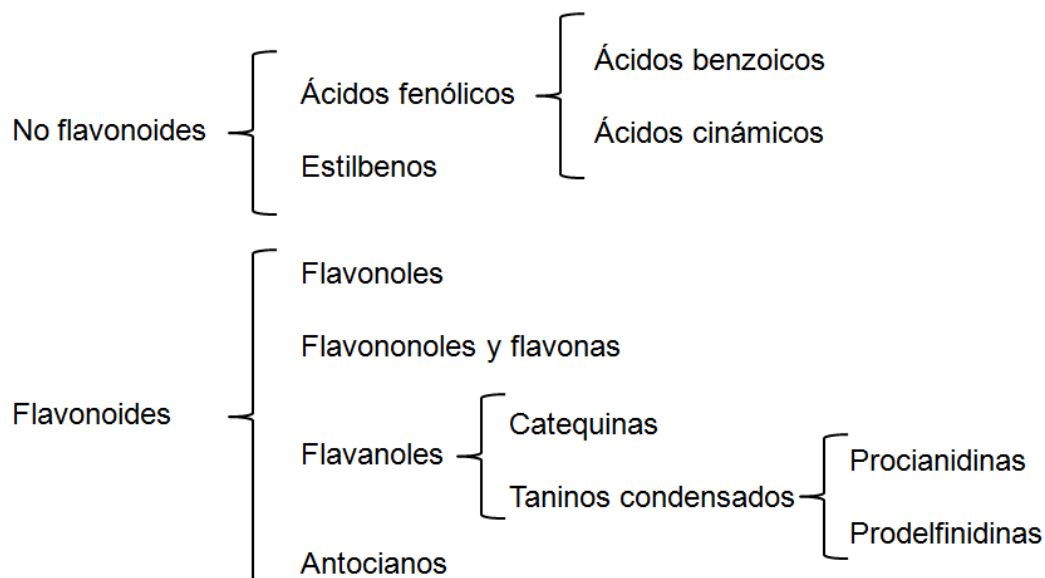 No flavonoides
Ácidos fenólicos
Ácidos benzoicos
Ácidos cinámicos
Estilbenos
Flavonoides
Flavonoles
Flavononoles y flavonas
Flavanoles
Catequinas
Taninos condensados
Procianidinas
Prodelfinidinas
Antocianos